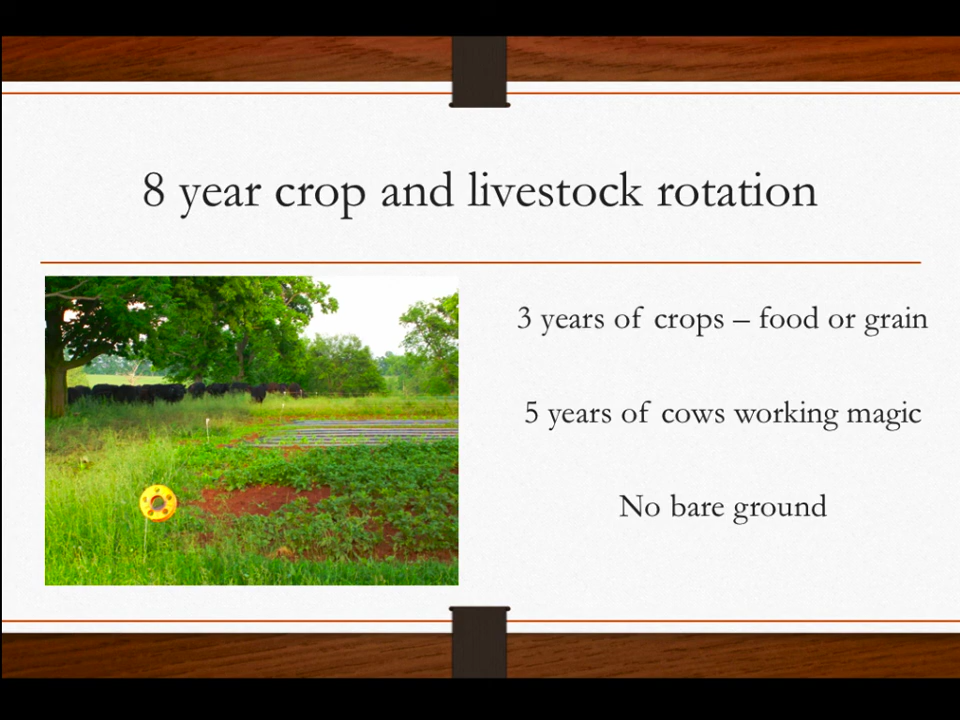 8 year crop and livestock rotation
3 years of crops – food or grain
5 years of cows working magic
No bare ground